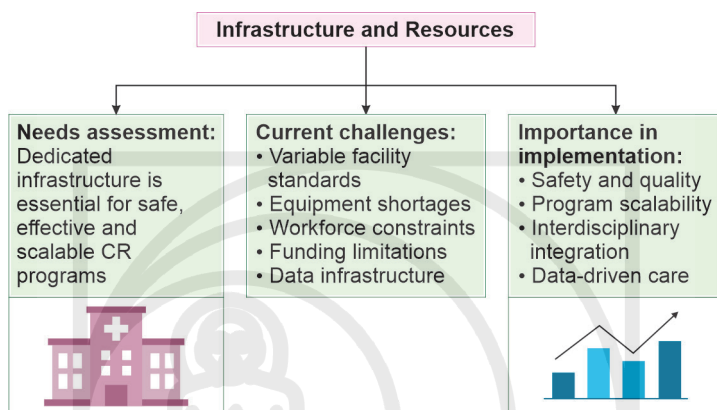 Infrastructure and Resources
Needs assessment:
Dedicated
infrastructure is
essential for safe,
effective and
scalable CR
programs
Current challenges:
• Variable facility
standards
• Equipment shortages
• Workforce constraints
• Funding limitations
• Data infrastructure
Importance in
implementation:
• Safety and quality
• Program scalability
• Interdisciplinary
integration
• Data-driven care